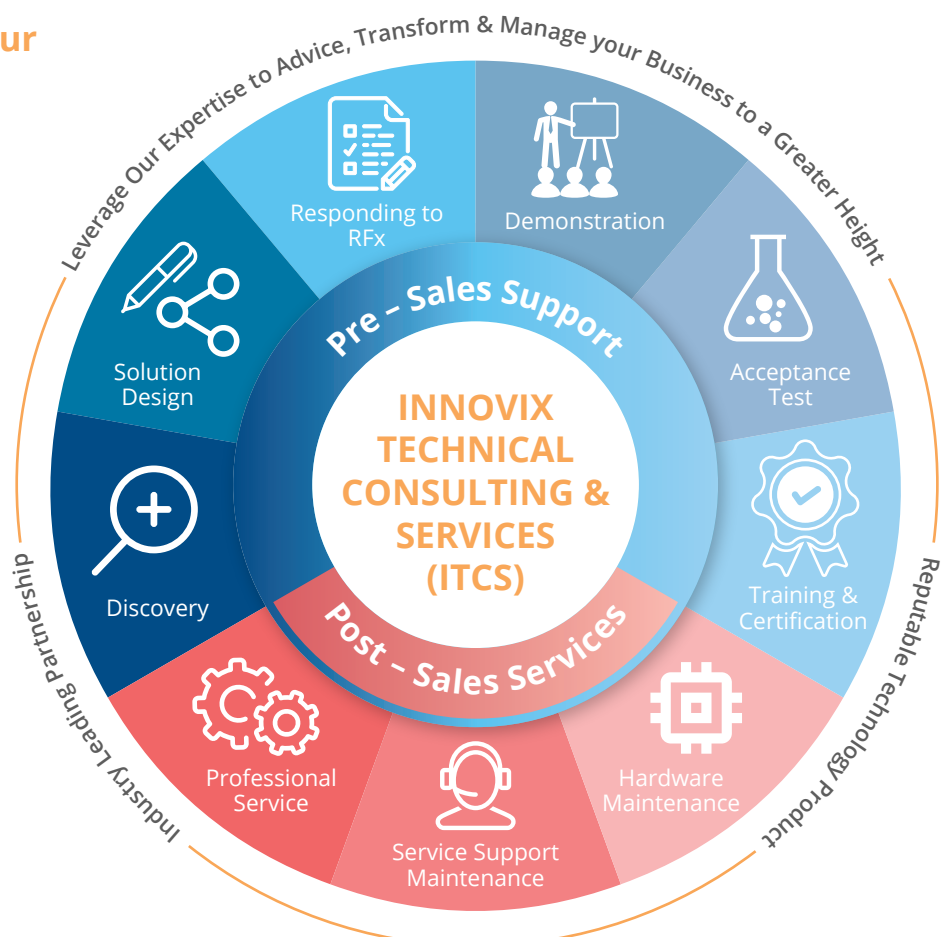 ur
Leverage Our Expertise to Advice, Transform & Manage your Business to a Greater Height
Responding to
RFx
Demonstration
Solution
Design
Acceptance
Test
Discovery
Training &
Certification
Pre – Sales Support
INNOVIX
TECHNICAL
CONSULTING &
SERVICES
(ITCS)
Post – Sales Services
Professional
Service
Service Support
Maintenance
Hardware
Maintenance
Industry Leading Partnership
Reputable Technology Product